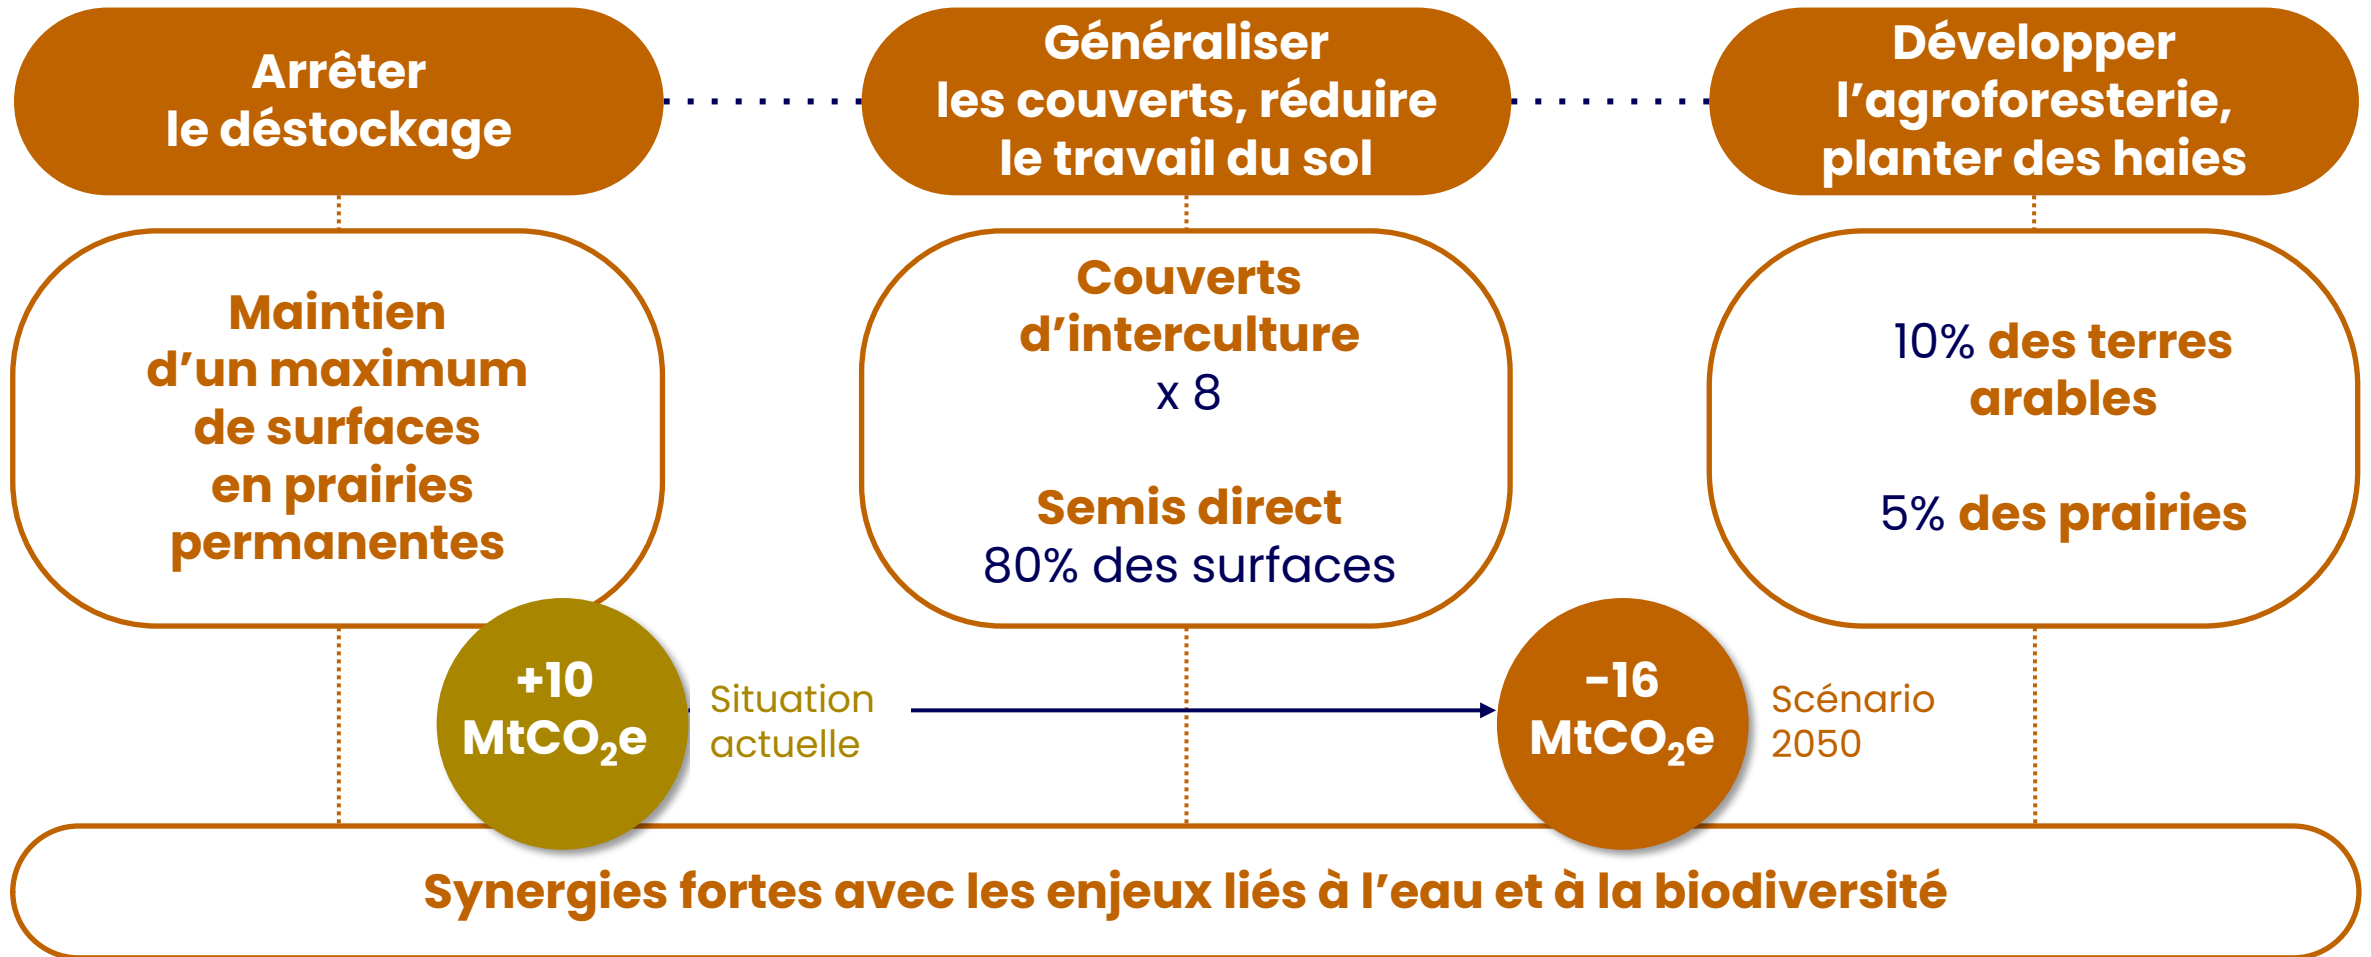 Arrêter
le déstockage
Généraliser
les couverts, réduire
le travail du sol
Développer
l’agroforesterie,
planter des haies
Maintien
d’un maximum
de surfaces
en prairies
permanentes
Couverts
d’interculture
x 8
Semis direct
80% des surfaces
10% des terres
arables
5% des prairies
+10
MtCO₂e
Situation
actuelle
-16
MtCO₂e
Scénario
2050
Synergies fortes avec les enjeux liés à l’eau et à la biodiversité